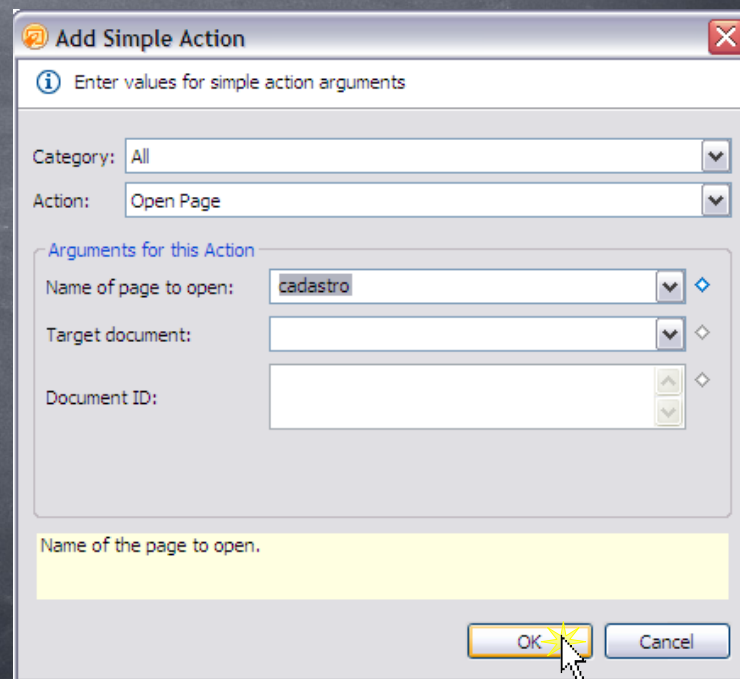 Add Simple Action
Enter values for simple action arguments
Category: All
Action: Open Page
Arguments for this Action
Name of page to open: cadastro
Target document:
Document ID:
Name of the page to open.
OK Cancel